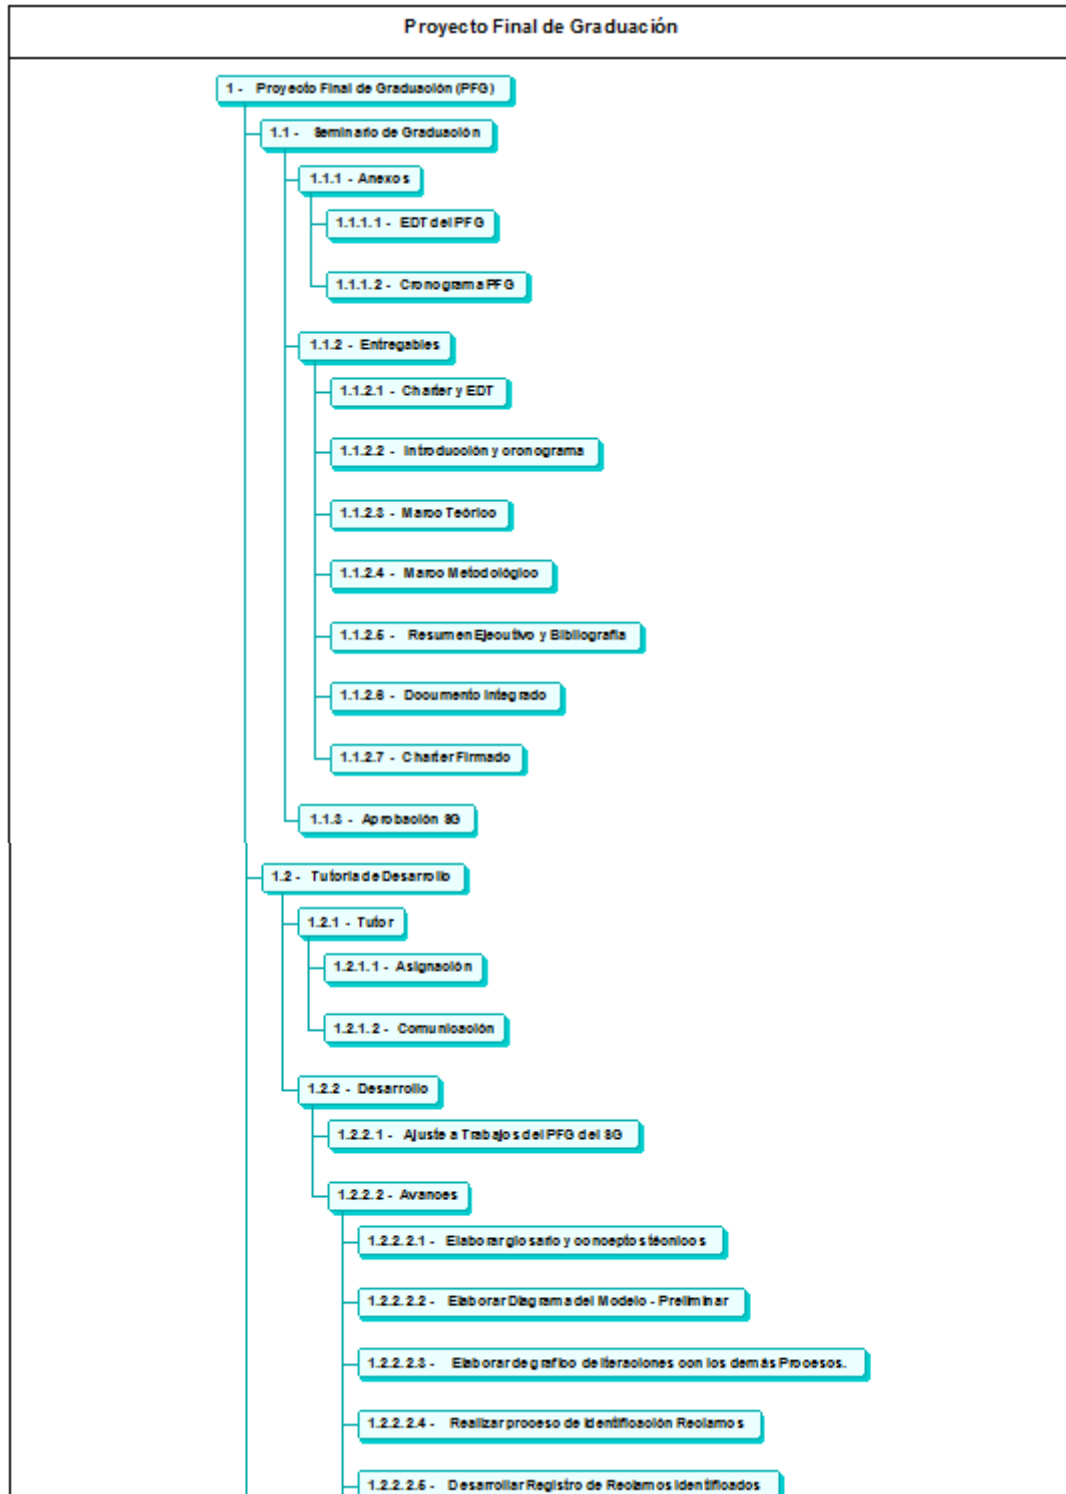 Proyecto Final de Graduación
1 - Proyecto Final de Graduación (PFG)
1.1 - Seminario de Graduación
1.1.1 - Anexos
1.1.1.1 - EDT del PFG
1.1.1.2 - Cronograma PFG
1.1.2 - Entregables
1.1.2.1 - Charter y EDT
1.1.2.2 - Introducción y cronograma
1.1.2.3 - Marco Teórico
1.1.2.4 - Marco Metodológico
1.1.2.5 - Resumen Ejecutivo y Bibliografía
1.1.2.6 - Documento Integrado
1.1.2.7 - Charter Firmado
1.1.3 - Aprobación SG
1.2 - Tutoría de Desarrollo
1.2.1 - Tutor
1.2.1.1 - Asignación
1.2.1.2 - Comunicación
1.2.2 - Desarrollo
1.2.2.1 - Ajuste a Trabajos del PFG del SG
1.2.2.2 - Avances
1.2.2.2.1 - Elaborar glosario y conceptos técnicos
1.2.2.2.2 - Elaborar Diagrama del Modelo - Preliminar
1.2.2.2.3 - Elaborar de grafico de iteraciones con los demás Procesos.
1.2.2.2.4 - Realizar proceso de identificación Reclamos
1.2.2.2.5 - Desarrollar Registro de Reclamos Identificados